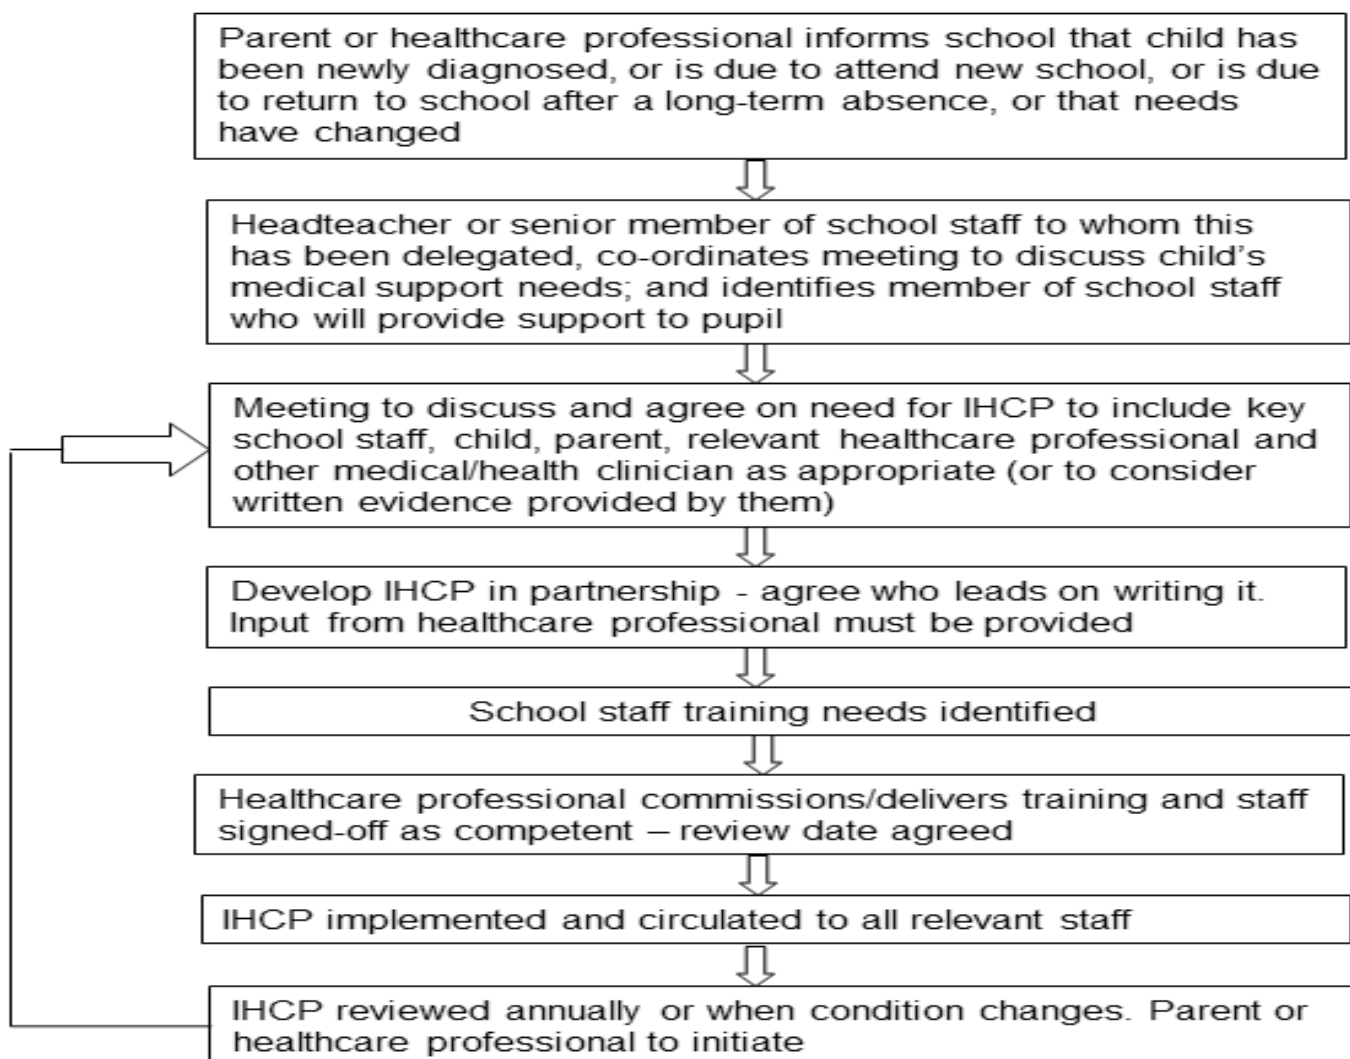 Parent or healthcare professional informs school that child has
been newly diagnosed, or is due to attend new school, or is due
to return to school after a long-term absence, or that needs
have changed
Headteacher or senior member of school staff to whom this
has been delegated, co-ordinates meeting to discuss child’s
medical support needs; and identifies member of school staff
who will provide support to pupil
Meeting to discuss and agree on need for IHCP to include key
school staff, child, parent, relevant healthcare professional and
other medical/health clinician as appropriate (or to consider
written evidence provided by them)
Develop IHCP in partnership - agree who leads on writing it.
Input from healthcare professional must be provided
School staff training needs identified
Healthcare professional commissions/delivers training and staff
signed-off as competent – review date agreed
IHCP implemented and circulated to all relevant staff
IHCP reviewed annually or when condition changes. Parent or
healthcare professional to initiate